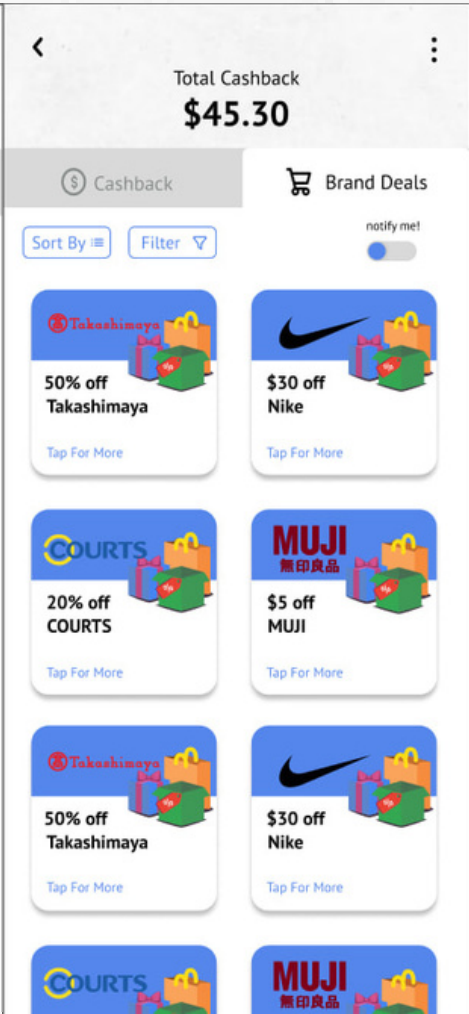 Total Cashback
$45.30
$ Cashback
Brand Deals
Sort By
Filter
notify me!
Takashimaya
50% off
Takashimaya
Tap For More
$30 off
Nike
Tap For More
COURTS
20% off
COURTS
Tap For More
MUJI
無印良品
$5 off
MUJI
Tap For More
Takashimaya
50% off
Takashimaya
Tap For More
$30 off
Nike
Tap For More
COURTS
MUJI
無印良品